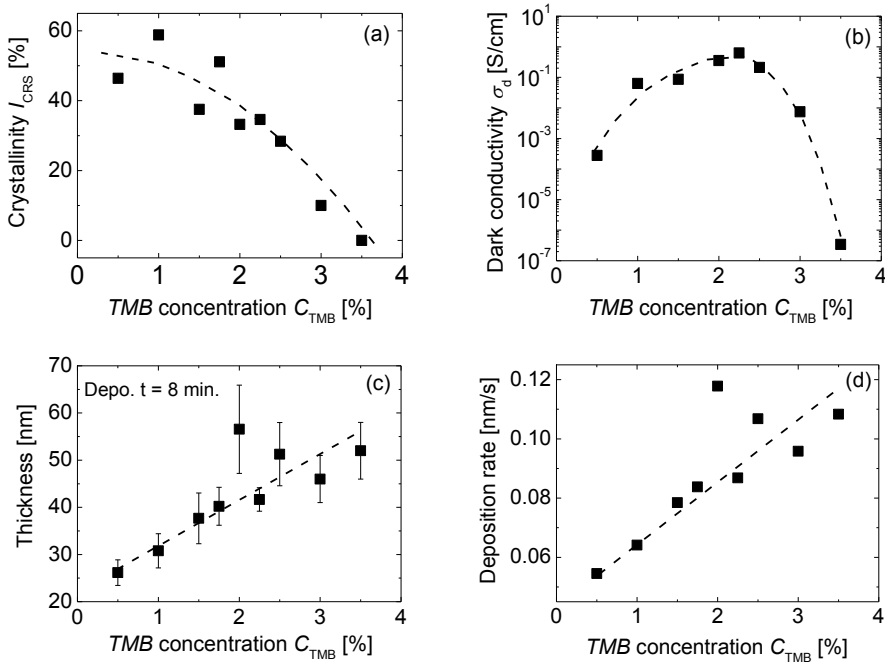 (a)
Crystallinity I_CRS [%]
60
40
20
0
0 1 2 3 4
TMB concentration C_TMB [%]
(b)
Dark conductivity σ_d [S/cm]
10^1
10^-1
10^-3
10^-5
10^-7
0 1 2 3 4
TMB concentration C_TMB [%]
(c)
Depo. t = 8 min.
Thickness [nm]
70
60
50
40
30
20
0 1 2 3 4
TMB concentration C_TMB [%]
(d)
Deposition rate [nm/s]
0.12
0.10
0.08
0.06
0 1 2 3 4
TMB concentration C_TMB [%]